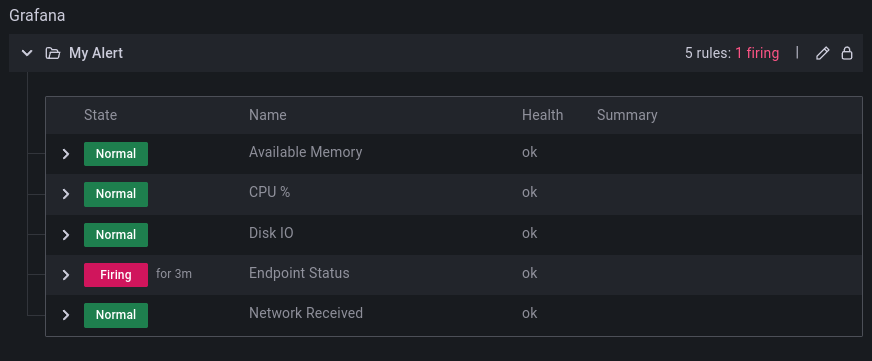 Grafana
My Alert 5 rules: 1 firing |
State Name Health Summary
Normal Available Memory ok
Normal CPU % ok
Normal Disk IO ok
Firing for 3m Endpoint Status ok
Normal Network Received ok